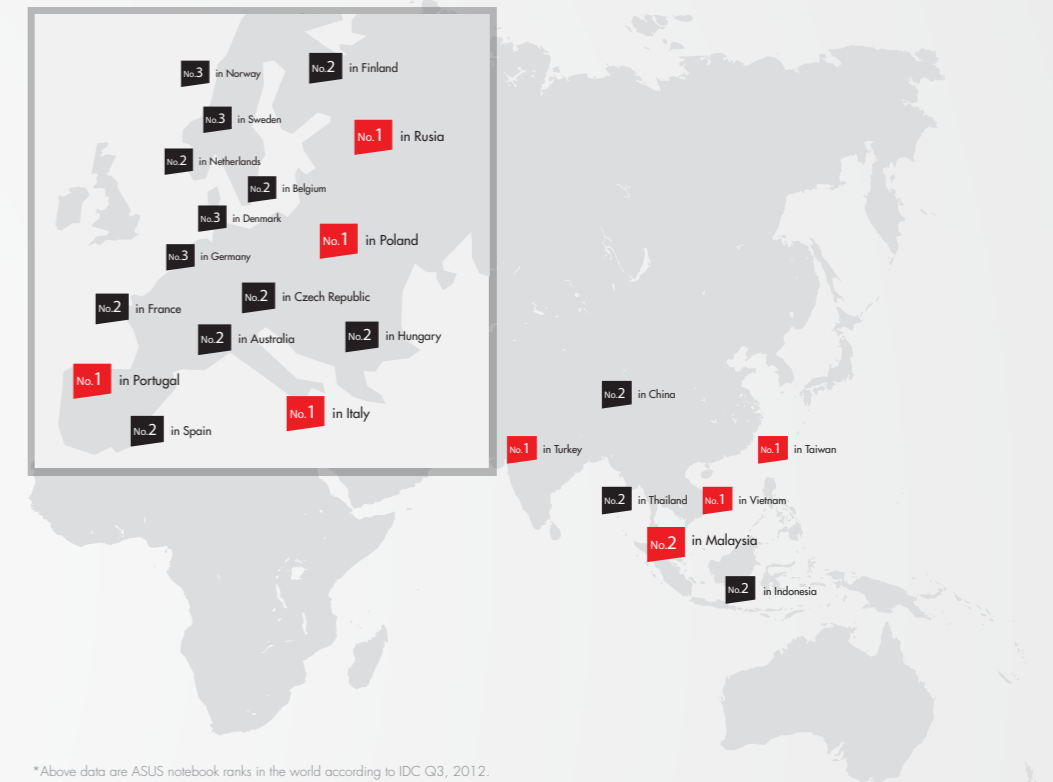 No.3 in Norway
No.2 in Finland
No.3 in Sweden
No.1 in Rusia
No.2 in Netherlands
No.2 in Belgium
No.3 in Denmark
No.1 in Poland
No.3 in Germany
No.2 in Czech Republic
No.2 in France
No.2 in Australia
No.2 in Hungary
No.1 in Portugal
No.1 in Italy
No.2 in Spain
No.2 in China
No.1 in Turkey
No.1 in Taiwan
No.2 in Thailand
No.1 in Vietnam
No.2 in Malaysia
No.2 in Indonesia
*Above data are ASUS notebook ranks in the world according to IDC Q3, 2012.